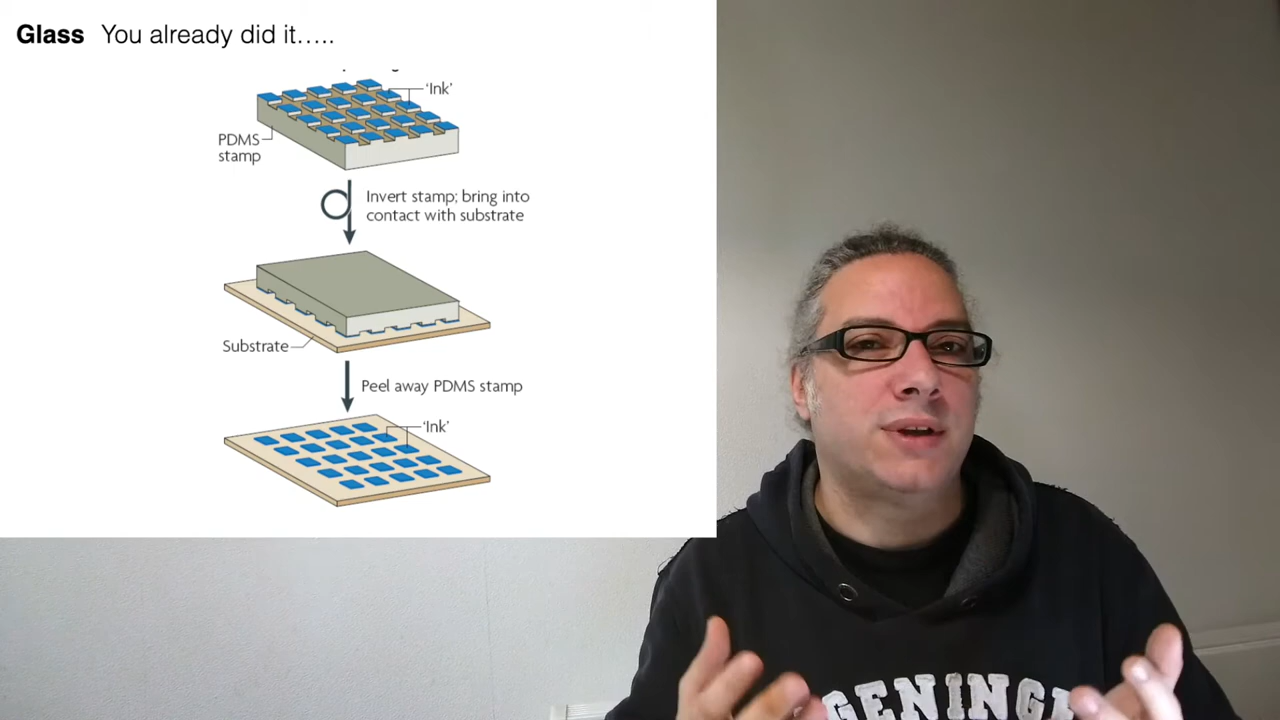 Glass You already did it.....
'Ink'
PDMS
stamp
Invert stamp; bring into
contact with substrate
Substrate
Peel away PDMS stamp
'Ink'
GENINGE